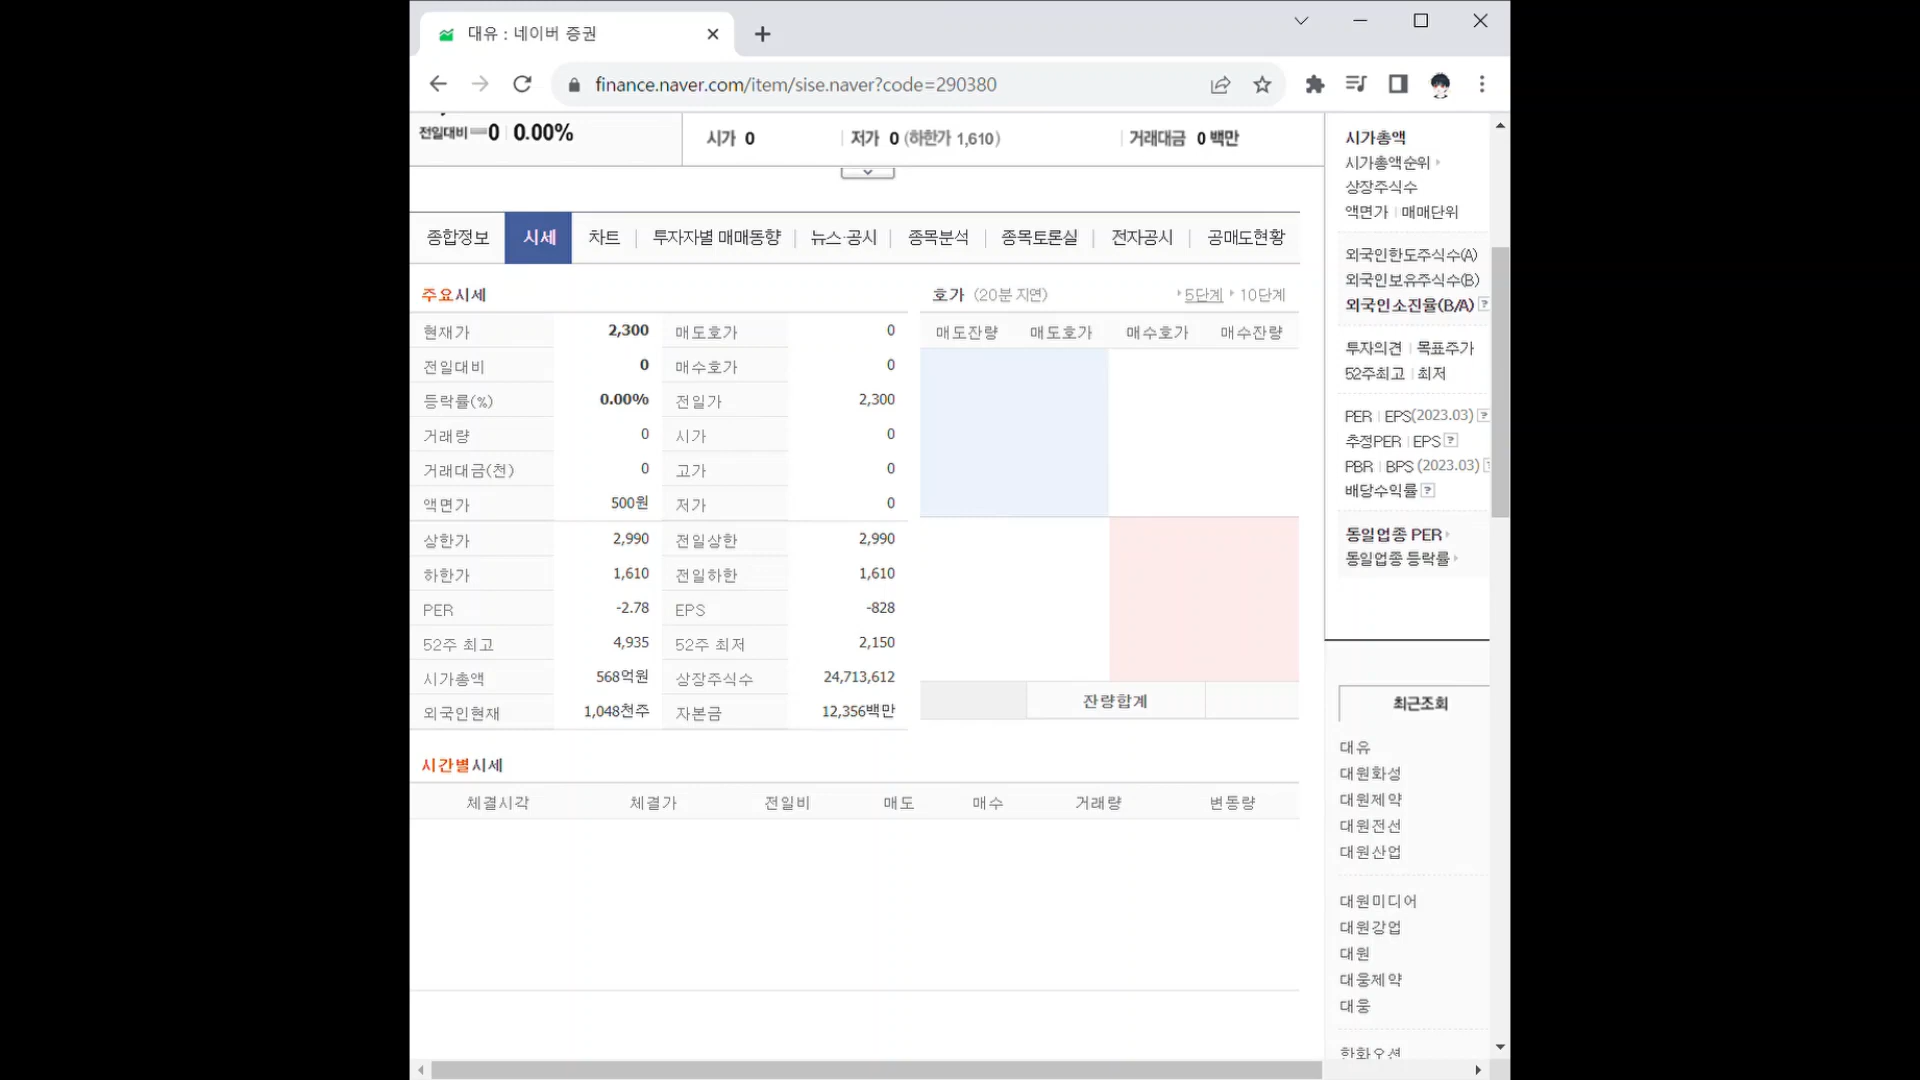 대유 : 네이버 증권
finance.naver.com/item/sise.naver?code=290380
전일대비 0 0.00%
시가 0 저가 0 (하한가 1,610) 거래대금 0 백만
종합정보 시세 차트 투자자별 매매동향 뉴스·공시 종목분석 종목토론실 전자공시 공매도현황
주요시세
현재가 2,300 매도호가 0
전일대비 0 매수호가 0
등락률(%) 0.00% 전일가 2,300
거래량 0 시가 0
거래대금(천) 0 고가 0
액면가 500원 저가 0
상한가 2,990 전일상한 2,990
하한가 1,610 전일하한 1,610
PER -2.78 EPS -828
52주 최고 4,935 52주 최저 2,150
시가총액 568억원 상장주식수 24,713,612
외국인현재 1,048천주 자본금 12,356백만
호가 (20분 지연) 5단계 10단계
매도잔량 매도호가 매수호가 매수잔량
잔량합계
시간별시세
체결시각 체결가 전일비 매도 매수 거래량 변동량
시가총액
시가총액순위
상장주식수
액면가 매매단위
외국인한도주식수(A)
외국인보유주식수(B)
외국인소진율(B/A) ?
투자의견 목표주가
52주최고 최저
PER EPS(2023.03) ?
추정PER EPS ?
PBR BPS (2023.03)
배당수익률 ?
동일업종 PER
동일업종 등락률
최근조회
대유
대원화성
대원제약
대원전선
대원산업
대원미디어
대원강업
대원
대웅제약
대웅
한화오션